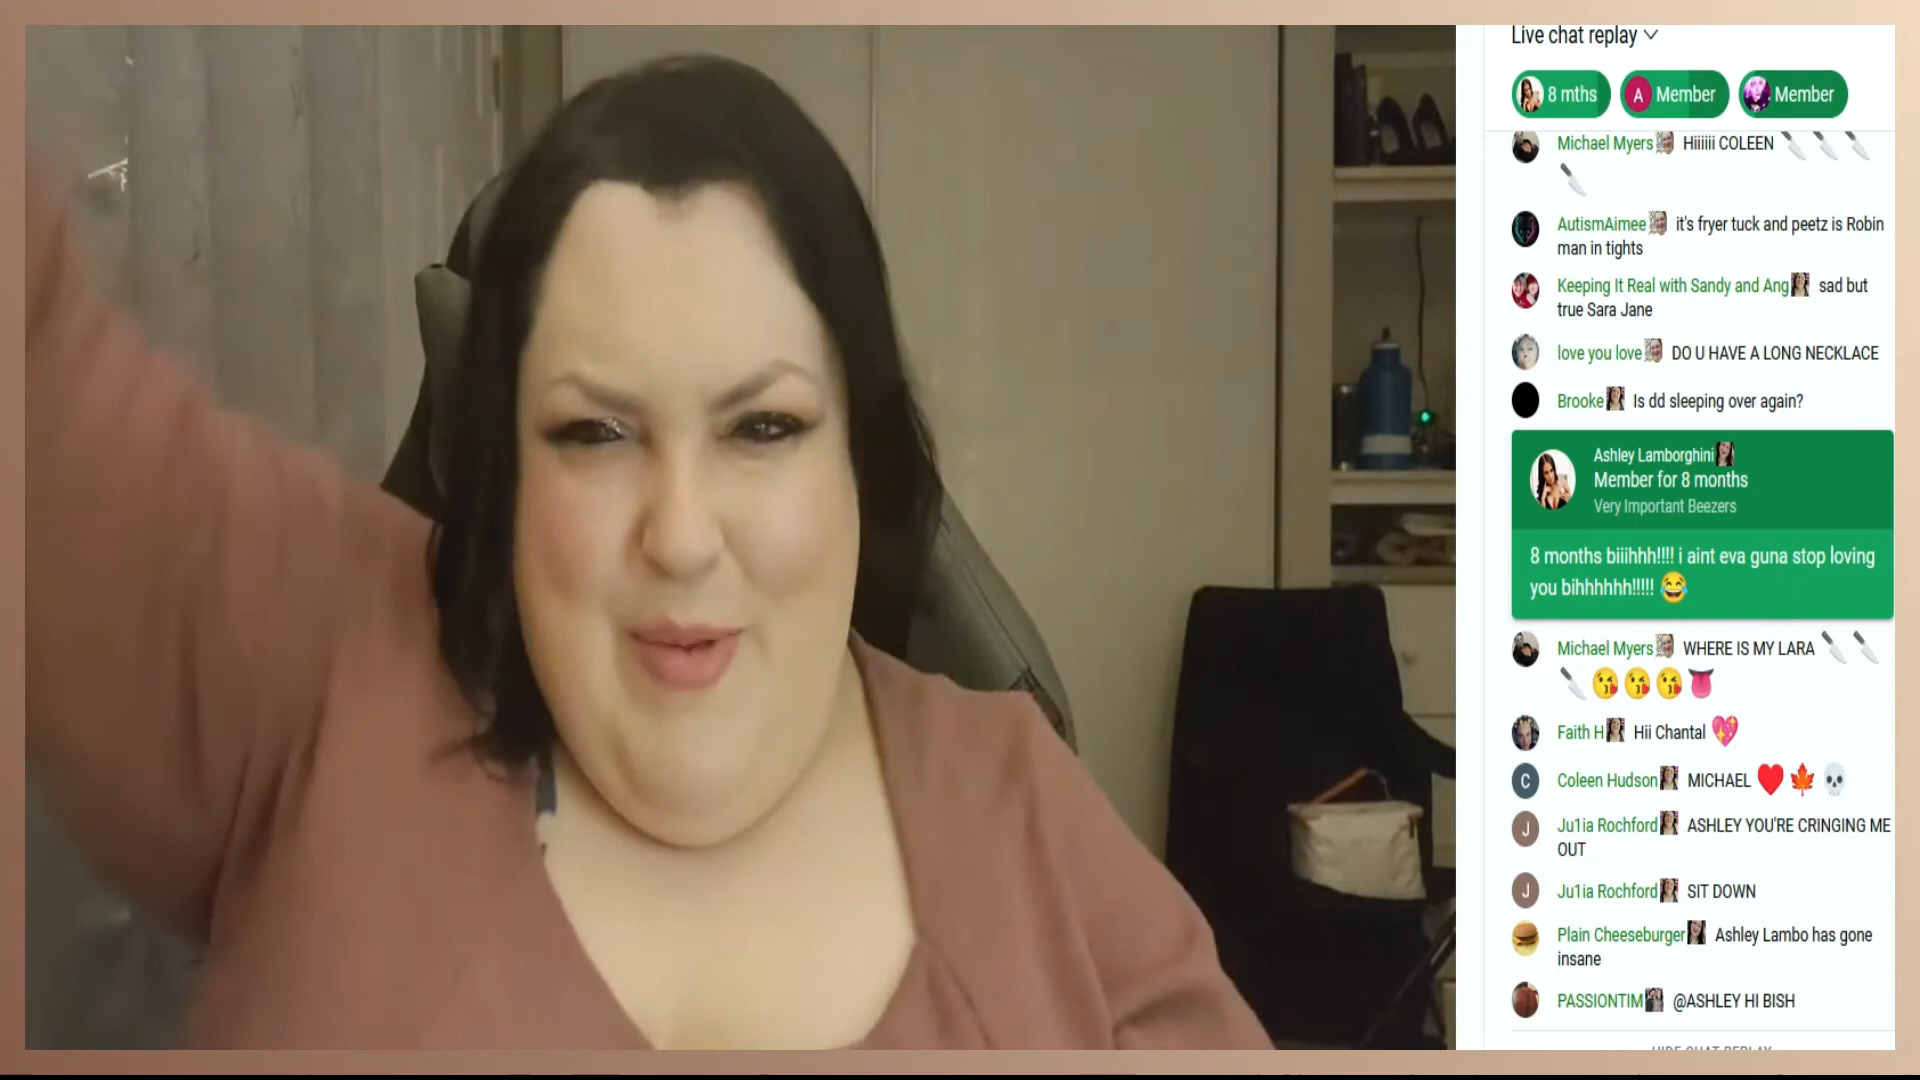 Live chat replay
8 mths
A Member
Member
Michael Myers Hiiiiii COLEEN
AutismAimee it's fryer tuck and peetz is Robin
man in tights
Keeping It Real with Sandy and Ang sad but
true Sara Jane
love you love DO U HAVE A LONG NECKLACE
Brooke Is dd sleeping over again?
Ashley Lamborghini
Member for 8 months
Very Important Beezers
8 months biiihhh!!!! i aint eva guna stop loving
you bihhhhhh!!!!! 😂
Michael Myers WHERE IS MY LARA
Faith H Hii Chantal
C Coleen Hudson MICHAEL
J Ju1ia Rochford ASHLEY YOU'RE CRINGING ME
OUT
J Ju1ia Rochford SIT DOWN
Plain Cheeseburger Ashley Lambo has gone
insane
PASSIONTIM @ASHLEY HI BISH
HIDE CHAT REPLAY